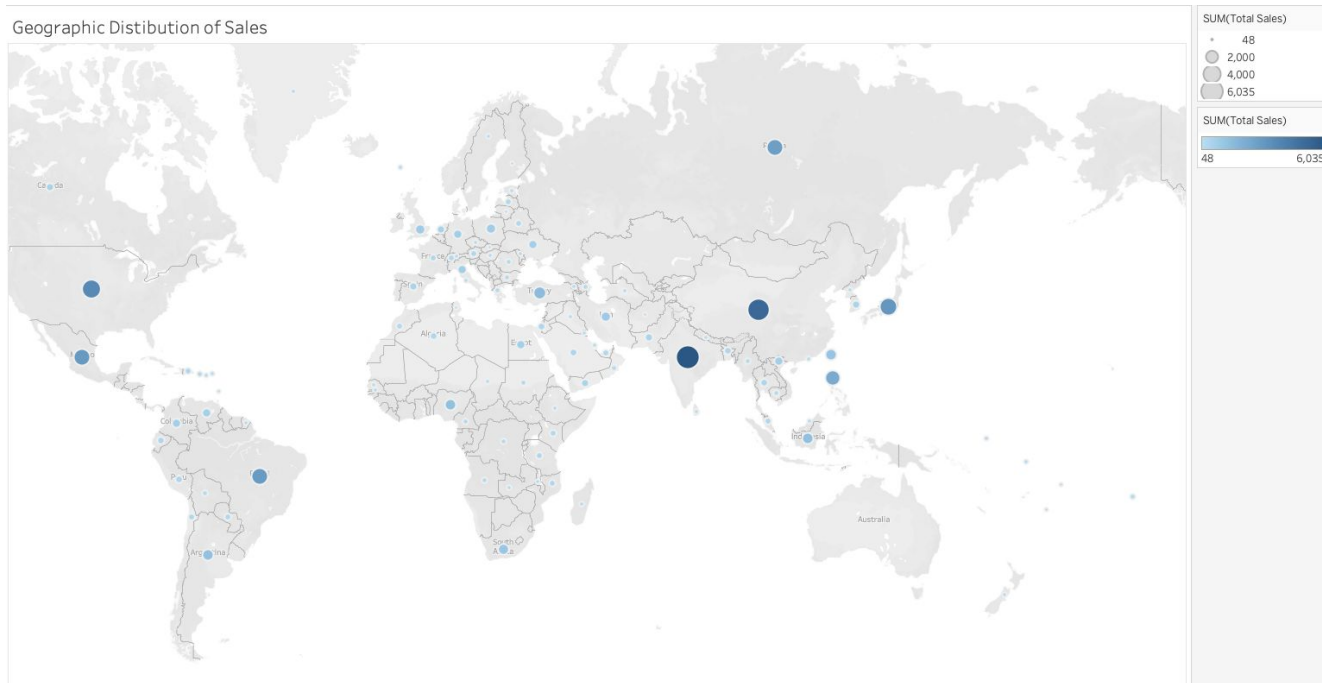 Geographic Distibution of Sales
SUM(Total Sales)
48
2,000
4,000
6,035
SUM(Total Sales)
48 6,035
Canada
France
Spain
Algeria
Egypt
Colombia
Peru
Indonesia
Australia
Argentina
South
Africa